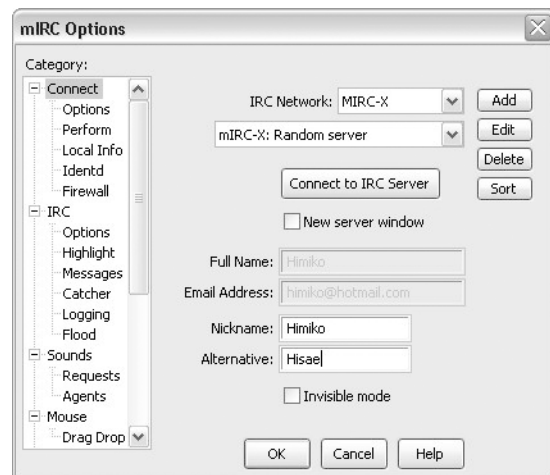 mIRC Options
Category:
Connect
Options
Perform
Local Info
Identd
Firewall
IRC
Options
Highlight
Messages
Catcher
Logging
Flood
Sounds
Requests
Agents
Mouse
Drag Drop
IRC Network: MIRC-X
Add
mIRC-X: Random server
Edit
Delete
Connect to IRC Server
Sort
New server window
Full Name: Himiko
Email Address: himiko@hotmail.com
Nickname: Himiko
Alternative: Hisae
Invisible mode
OK Cancel Help